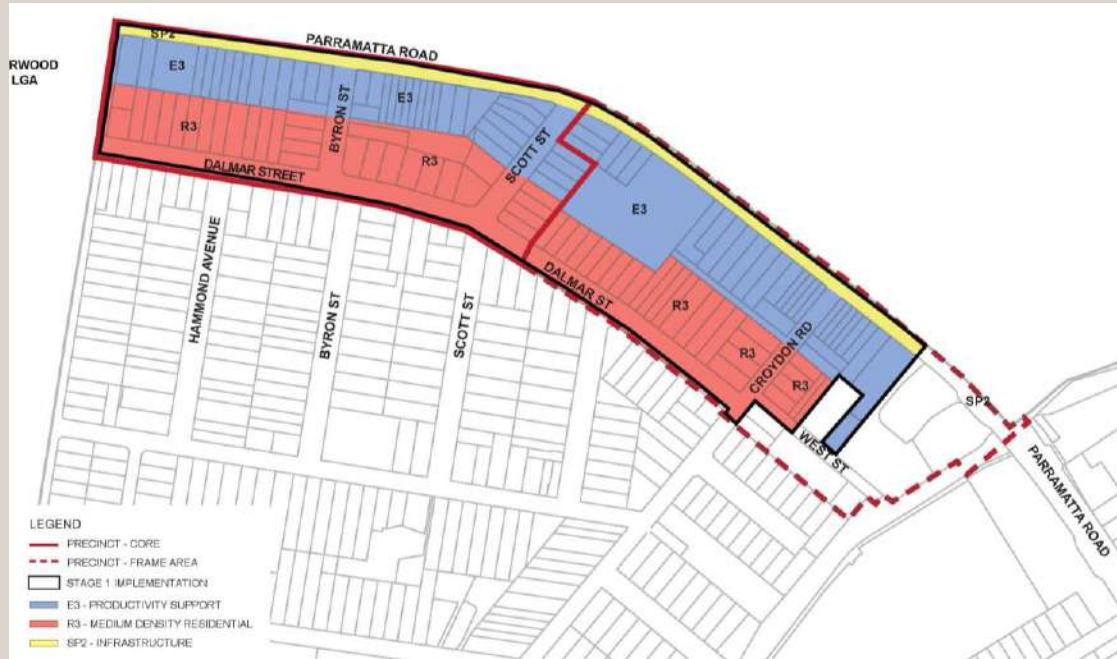 SP2
PARRAMATTA ROAD
RWOOD
LGA
E3
E3
R3
BYRON ST
R3
SCOTT ST
DALMAR STREET
E3
HAMMOND AVENUE
BYRON ST
SCOTT ST
DALMAR ST
R3
R3
CROYDON RD
R3
SP2
WEST ST
PARRAMATTA ROAD
LEGEND
PRECINCT - CORE
PRECINCT - FRAME AREA
STAGE 1 IMPLEMENTATION
E3 - PRODUCTIVITY SUPPORT
R3 - MEDIUM DENSITY RESIDENTIAL
SP2 - INFRASTRUCTURE